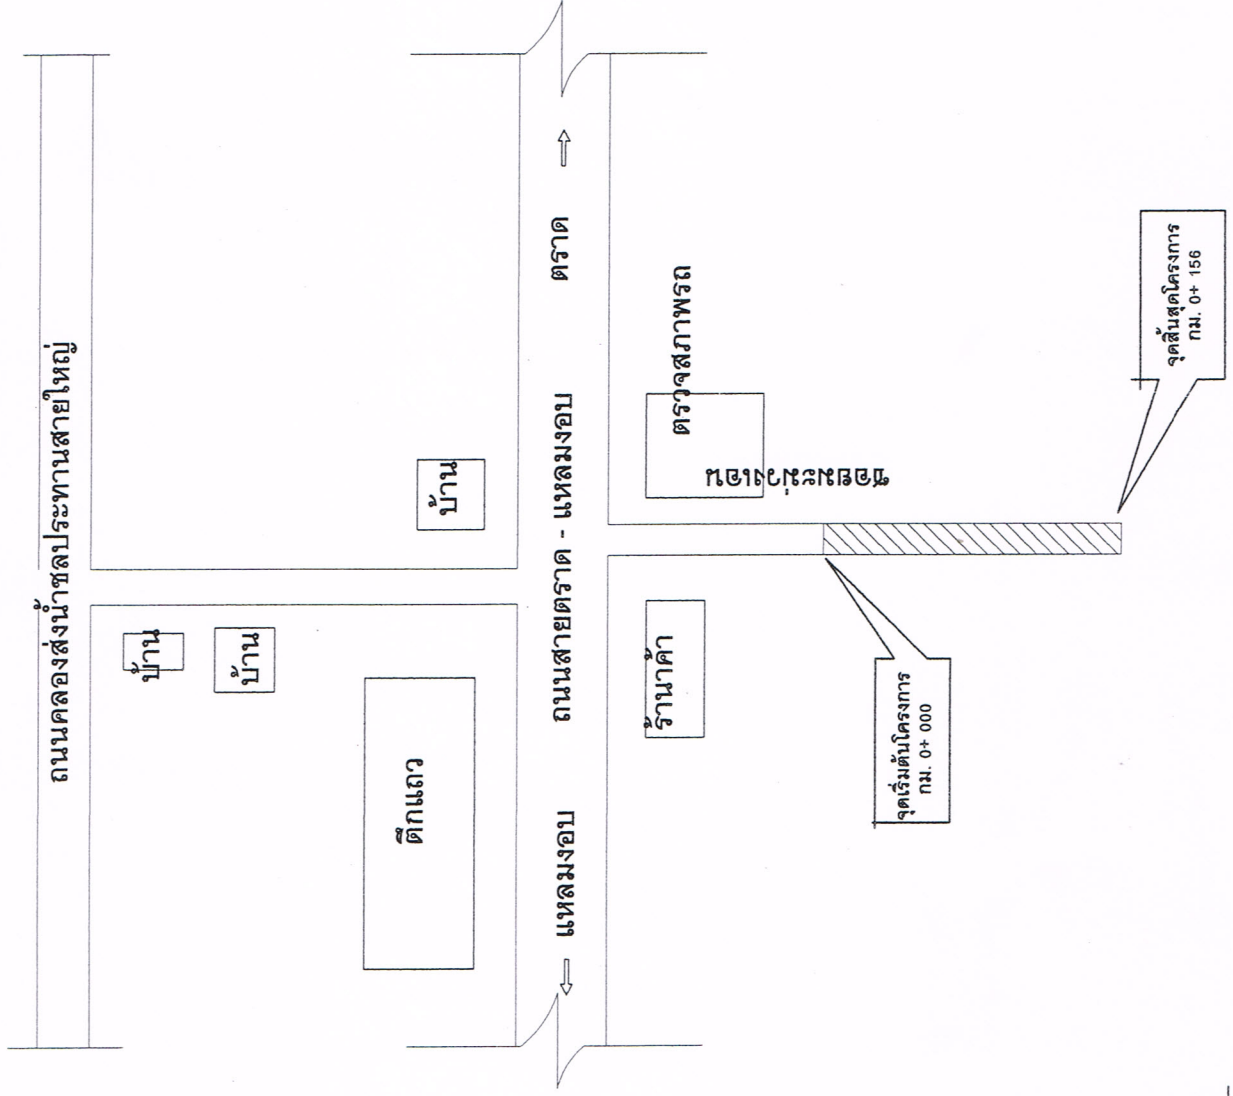 ถนนคลองส่งน้ำชลประทานสายใหญ่
บ้าน
บ้าน
บ้าน
ตึกแถว
แหลมงอบ
ถนนสายตราด - แหลมงอบ
ตราด
ร้านาค้า
ตรวจสภาพรถ
ซอยมะม่วงเอน
จุดเริ่มต้นโครงการ
กม. 0+ 000
จุดสิ้นสุดโครงการ
กม. 0+ 156